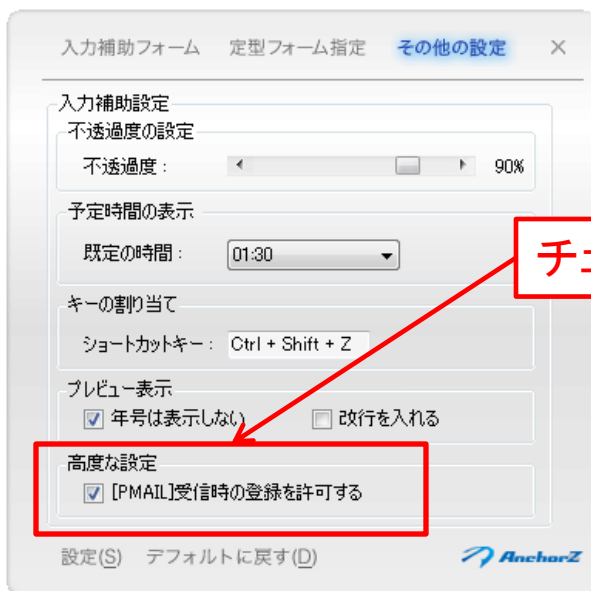 入力補助フォーム 定型フォーム指定 その他の設定 ×
入力補助設定
不透過度の設定
不透過度： 90%
予定時間の表示
既定の時間： 01:30
チェ
キーの割り当て
ショートカットキー： Ctrl + Shift + Z
プレビュー表示
年号は表示しない 改行を入れる
高度な設定
[PMAIL]受信時の登録を許可する
設定(S) デフォルトに戻す(D) AnchorZ